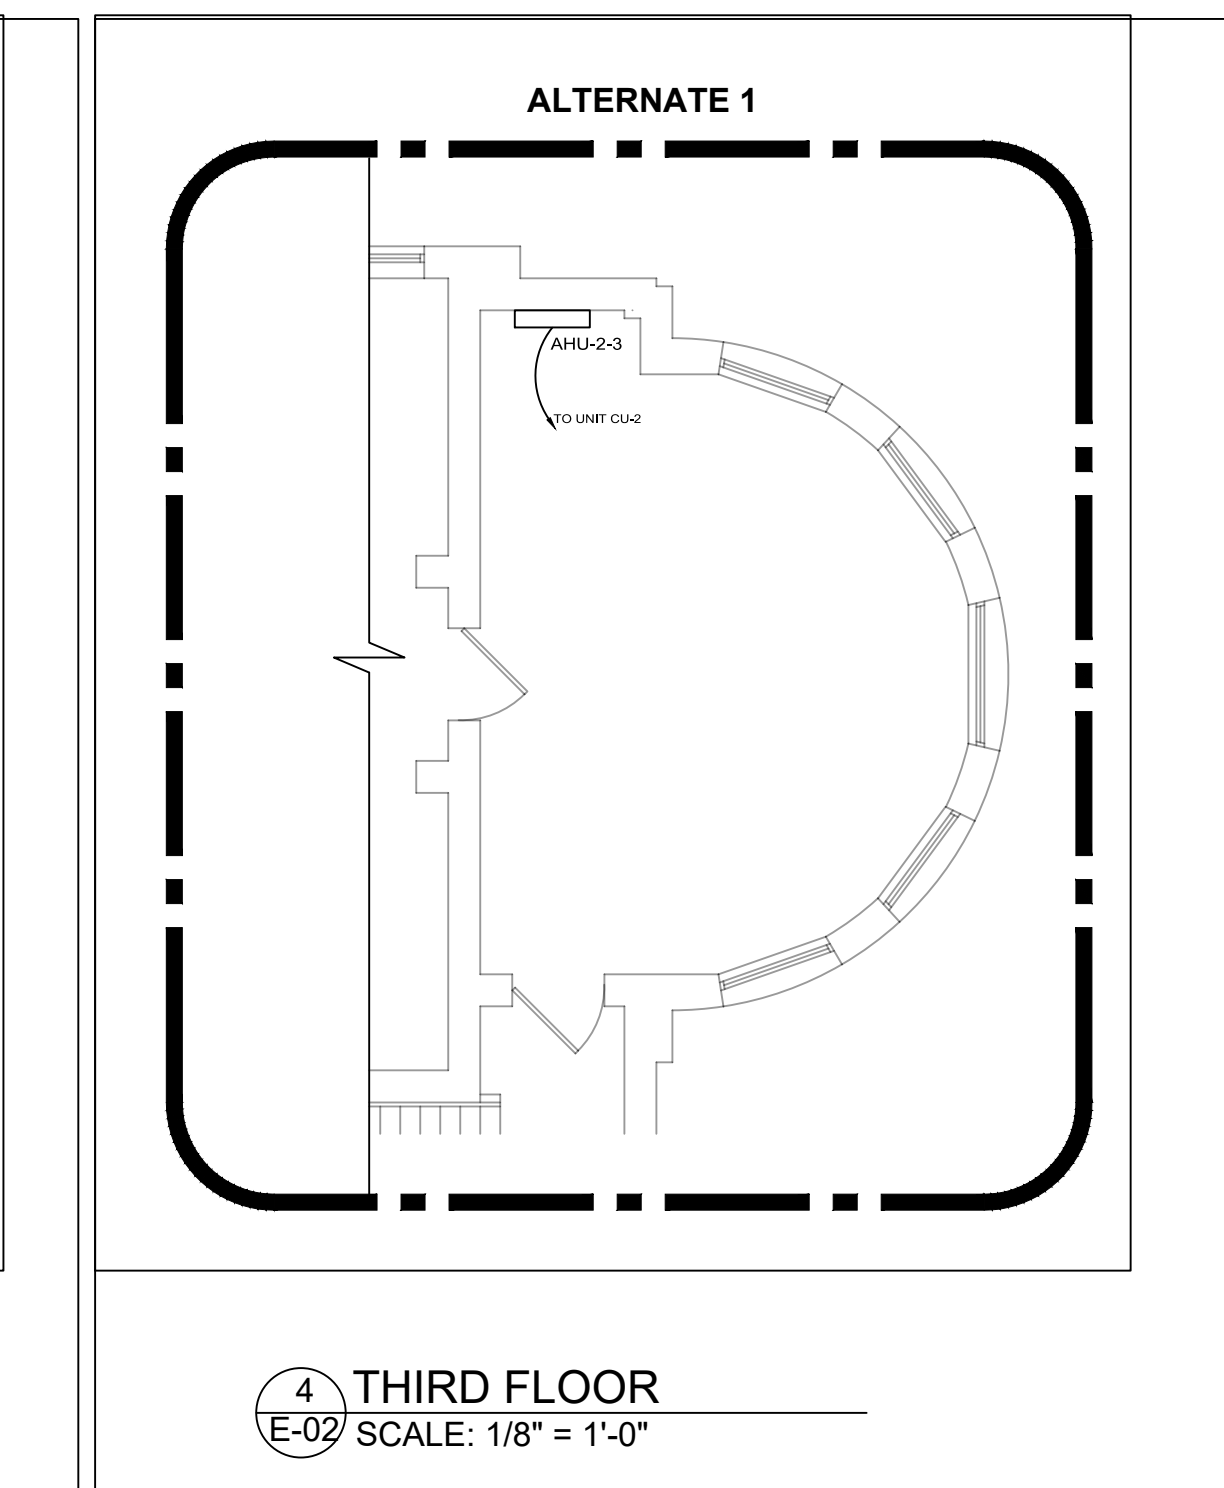 ALTERNATE 1
AHU-2-3
TO UNIT CU-2
4
THIRD FLOOR
E-02
SCALE: 1/8" = 1'-0"